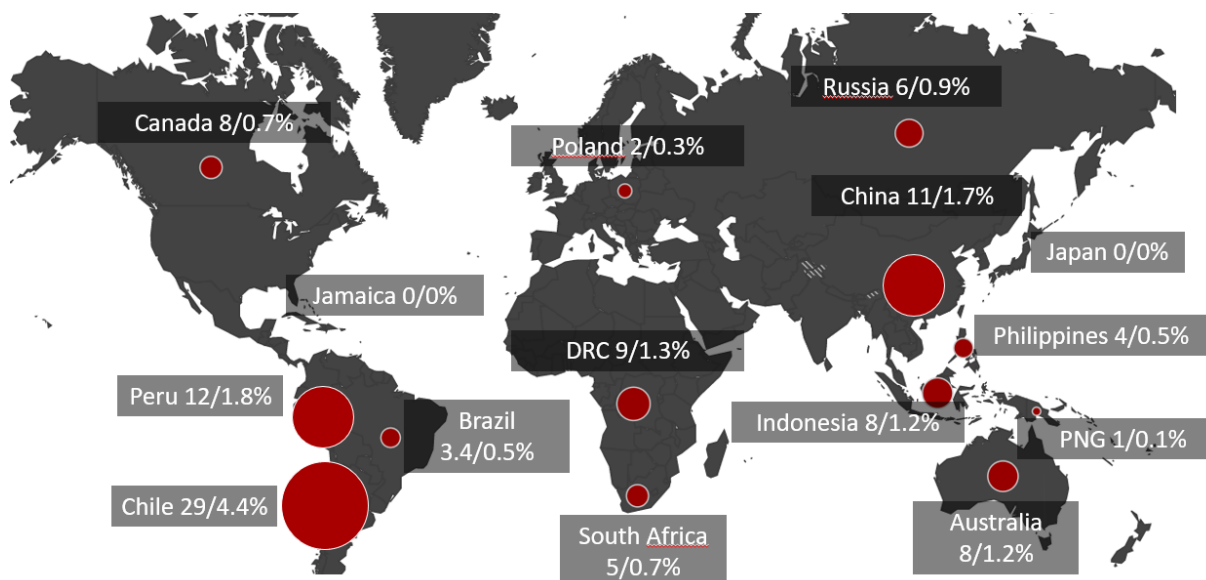 Russia 6/0.9%
Canada 8/0.7%
Poland 2/0.3%
China 11/1.7%
Japan 0/0%
Jamaica 0/0%
Philippines 4/0.5%
DRC 9/1.3%
Peru 12/1.8%
Brazil
3.4/0.5%
Indonesia 8/1.2%
PNG 1/0.1%
Chile 29/4.4%
South Africa
5/0.7%
Australia
8/1.2%